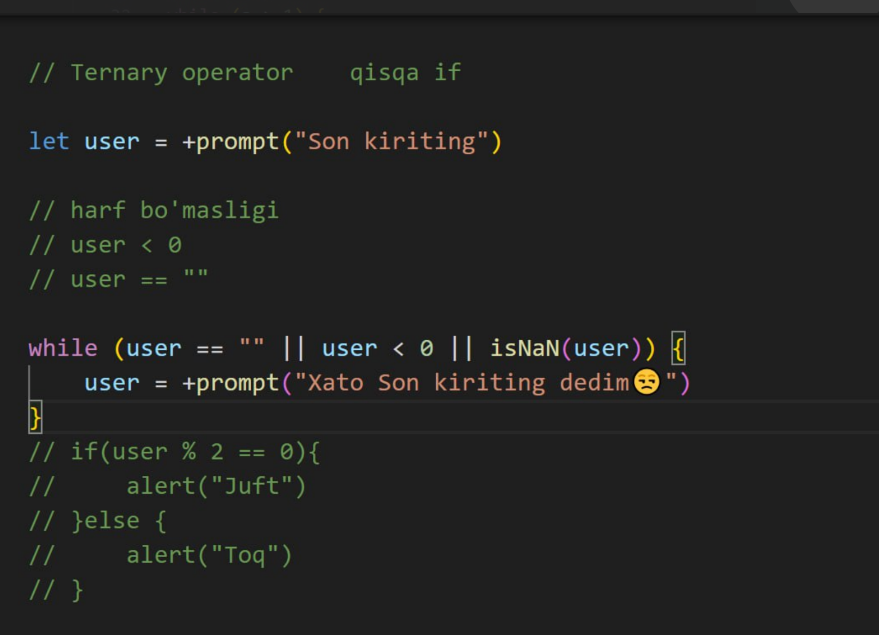 // Ternary operator    qisqa if
let user = +prompt("Son kiriting")
// harf bo'masligi
// user < 0
// user == ""
while (user == "" || user < 0 || isNaN(user)) {
    user = +prompt("Xato Son kiriting dedim😒")
}
// if(user % 2 == 0){
//     alert("Juft")
// }else {
//     alert("Toq")
// }